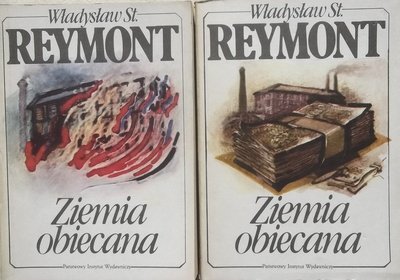 Władysław St.
REYMONT
Ziemia
obiecana
Państwowy Instytut Wydawniczy
Władysław St.
REYMONT
Ziemia
obiecana
Państwowy Instytut Wydawniczy